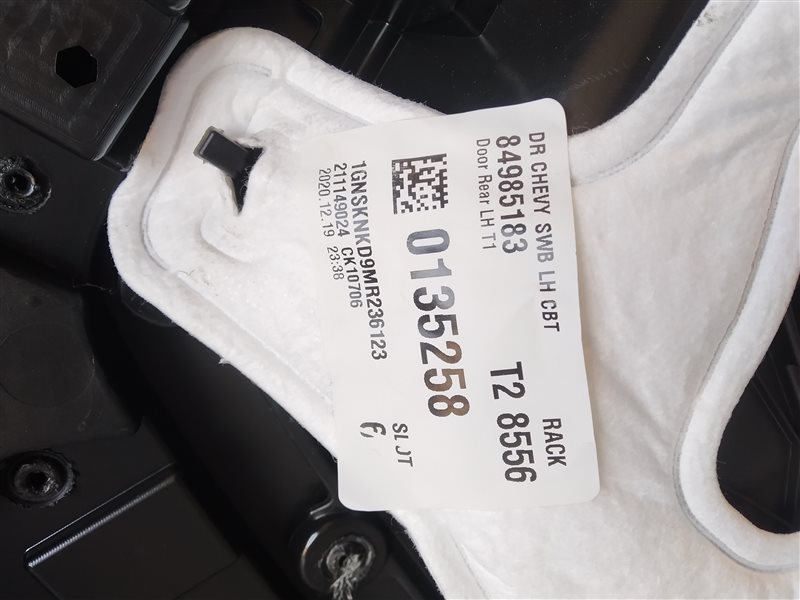 DR CHEVY SWB LH CBT
84985183
Door Rear LH T1
RACK
T2 8556
0135258
1GNSKNKD9MR236123
211149024 CK10706
2020.12.19 23:38
SLJT